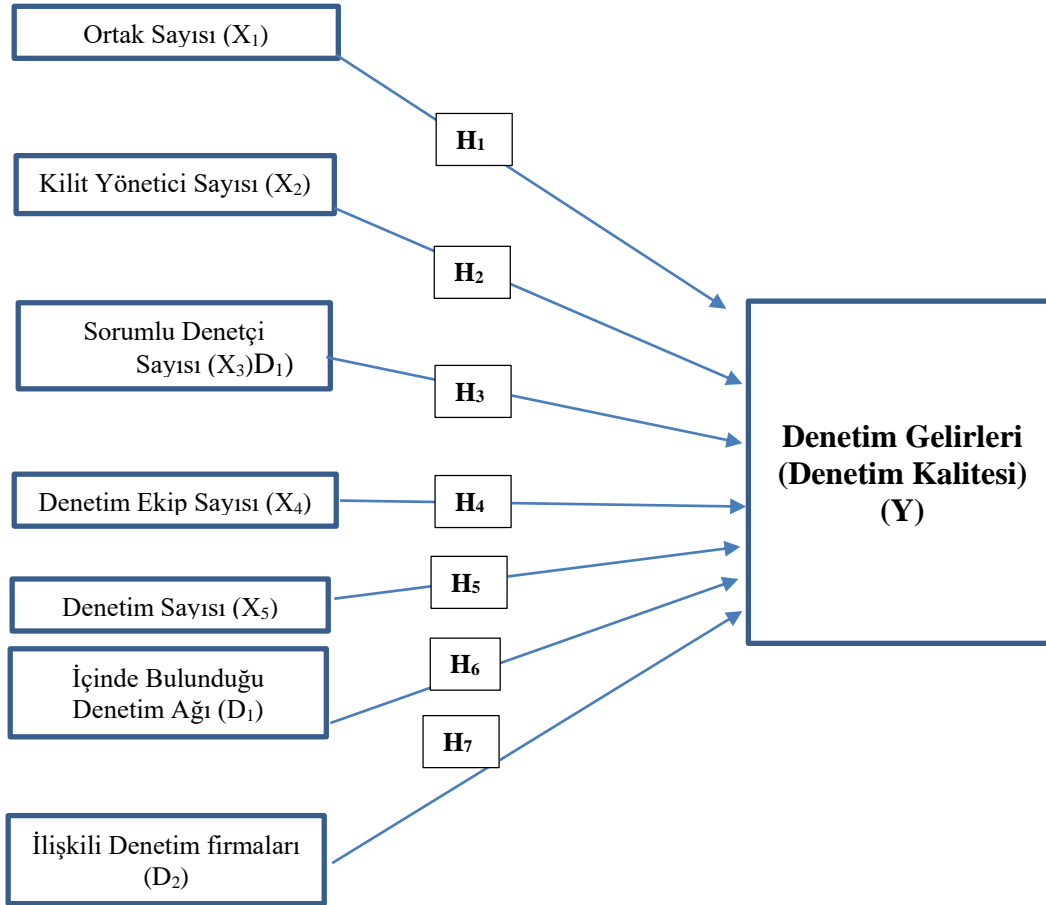 Ortak Sayısı (X₁)
H₁
Kilit Yönetici Sayısı (X₂)
H₂
Sorumlu Denetçi
Sayısı (X₃)D₁)
H₃
Denetim Ekip Sayısı (X₄)
H₄
Denetim Sayısı (X₅)
H₅
İçinde Bulunduğu
Denetim Ağı (D₁)
H₆
H₇
İlişkili Denetim firmaları
(D₂)
Denetim Gelirleri
(Denetim Kalitesi)
(Y)